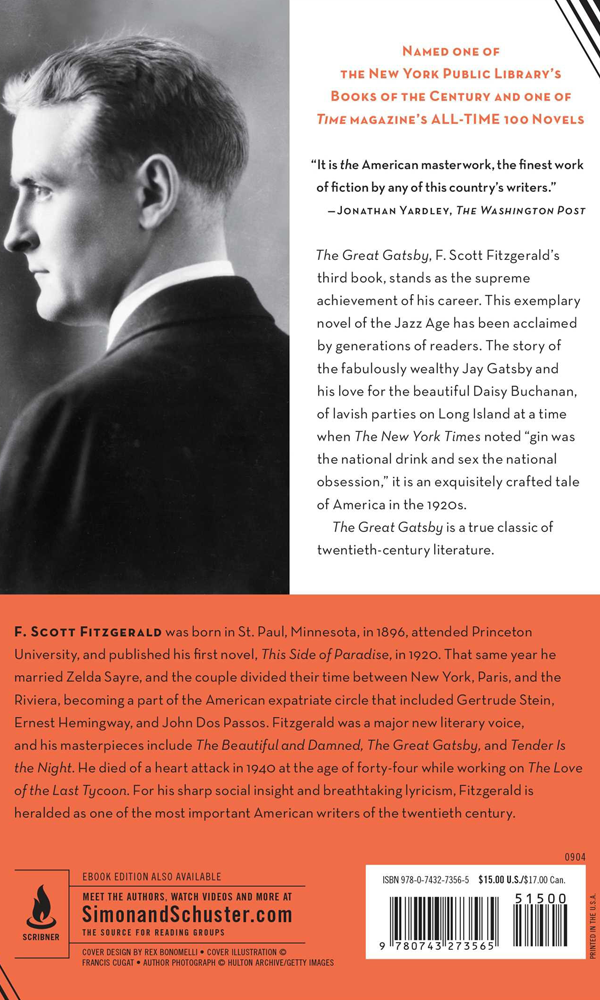 NAMED ONE OF
THE NEW YORK PUBLIC LIBRARY'S
BOOKS OF THE CENTURY AND ONE OF
TIME MAGAZINE'S ALL-TIME 100 NOVELS
“It is the American masterwork, the finest work
of fiction by any of this country's writers.”
—JONATHAN YARDLEY, THE WASHINGTON POST
The Great Gatsby, F. Scott Fitzgerald's
third book, stands as the supreme
achievement of his career. This exemplary
novel of the Jazz Age has been acclaimed
by generations of readers. The story of
the fabulously wealthy Jay Gatsby and
his love for the beautiful Daisy Buchanan,
of lavish parties on Long Island at a time
when The New York Times noted “gin was
the national drink and sex the national
obsession,” it is an exquisitely crafted tale
of America in the 1920s.
The Great Gatsby is a true classic of
twentieth-century literature.
F. SCOTT FITZGERALD was born in St. Paul, Minnesota, in 1896, attended Princeton
University, and published his first novel, This Side of Paradise, in 1920. That same year he
married Zelda Sayre, and the couple divided their time between New York, Paris, and the
Riviera, becoming a part of the American expatriate circle that included Gertrude Stein,
Ernest Hemingway, and John Dos Passos. Fitzgerald was a major new literary voice,
and his masterpieces include The Beautiful and Damned, The Great Gatsby, and Tender Is
the Night. He died of a heart attack in 1940 at the age of forty-four while working on The Love
of the Last Tycoon. For his sharp social insight and breathtaking lyricism, Fitzgerald is
heralded as one of the most important American writers of the twentieth century.
SCRIBNER
EBOOK EDITION ALSO AVAILABLE
MEET THE AUTHORS, WATCH VIDEOS AND MORE AT
SimonandSchuster.com
THE SOURCE FOR READING GROUPS
COVER DESIGN BY REX BONOMELLI • COVER ILLUSTRATION ©
FRANCIS CUGAT • AUTHOR PHOTOGRAPH © HULTON ARCHIVE/GETTY IMAGES
0904
ISBN 978-0-7432-7356-5 $15.00 U.S./$17.00 Can.
51500
9 780743 273565
PRINTED IN THE U.S.A.